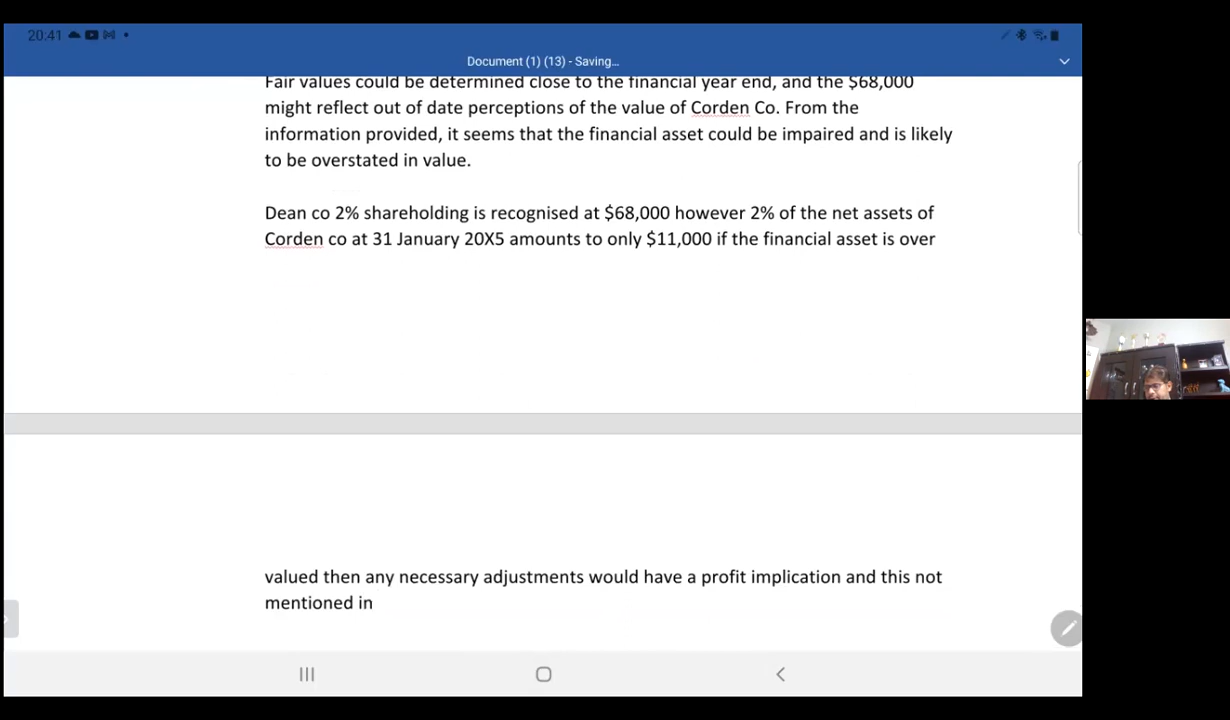 20:41
Document (1) (13) - Saving...
Fair values could be determined close to the financial year end, and the $68,000
might reflect out of date perceptions of the value of Corden Co. From the
information provided, it seems that the financial asset could be impaired and is likely
to be overstated in value.
Dean co 2% shareholding is recognised at $68,000 however 2% of the net assets of
Corden co at 31 January 20X5 amounts to only $11,000 if the financial asset is over
valued then any necessary adjustments would have a profit implication and this not
mentioned in